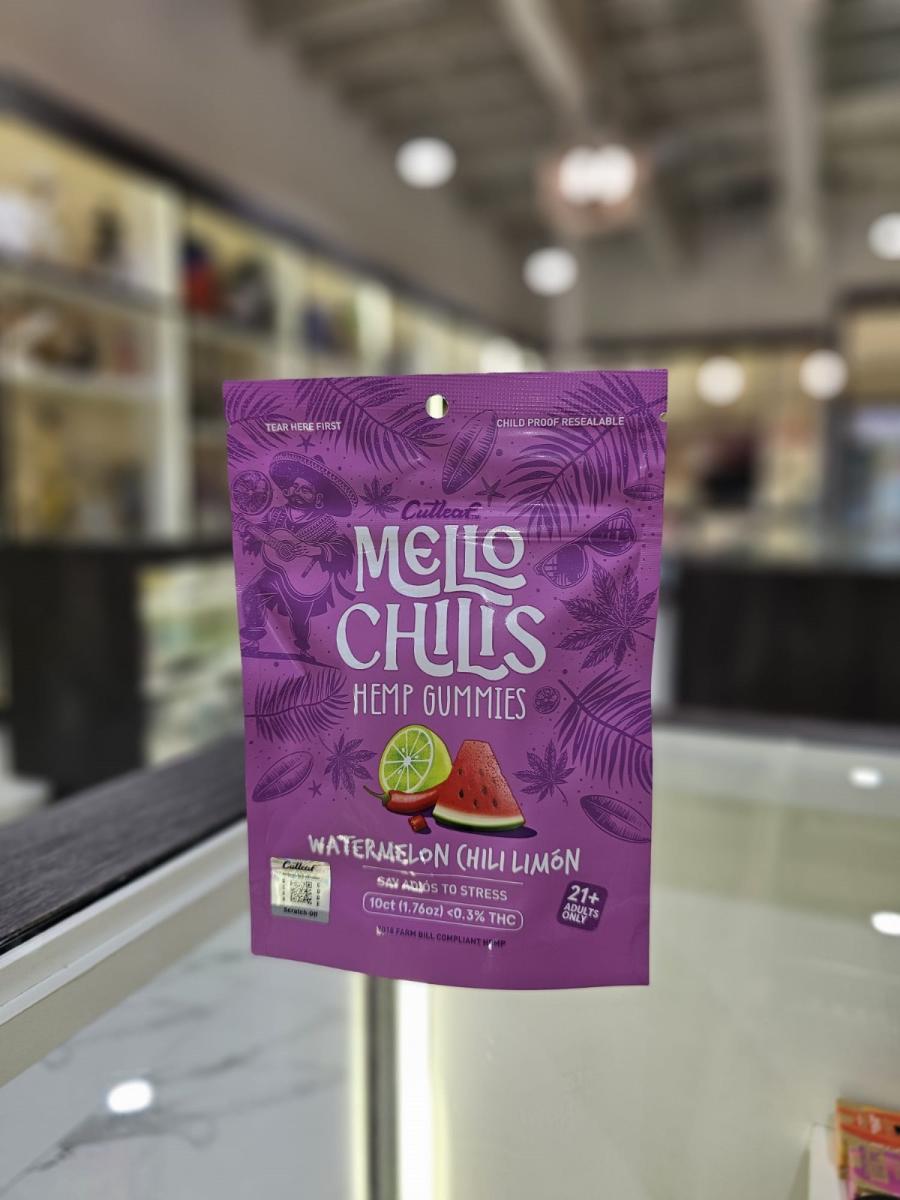 TEAR HERE FIRST
CHILD PROOF RESEALABLE
Cutleaf
MELLO
CHILIS
HEMP GUMMIES
WATERMELON CHILI LIMÓN
SAY ADIÓS TO STRESS
10ct (1.76oz) <0.3% THC
2018 FARM BILL COMPLIANT HEMP
21+
ADULTS
ONLY
Cutleaf
Scratch-Off